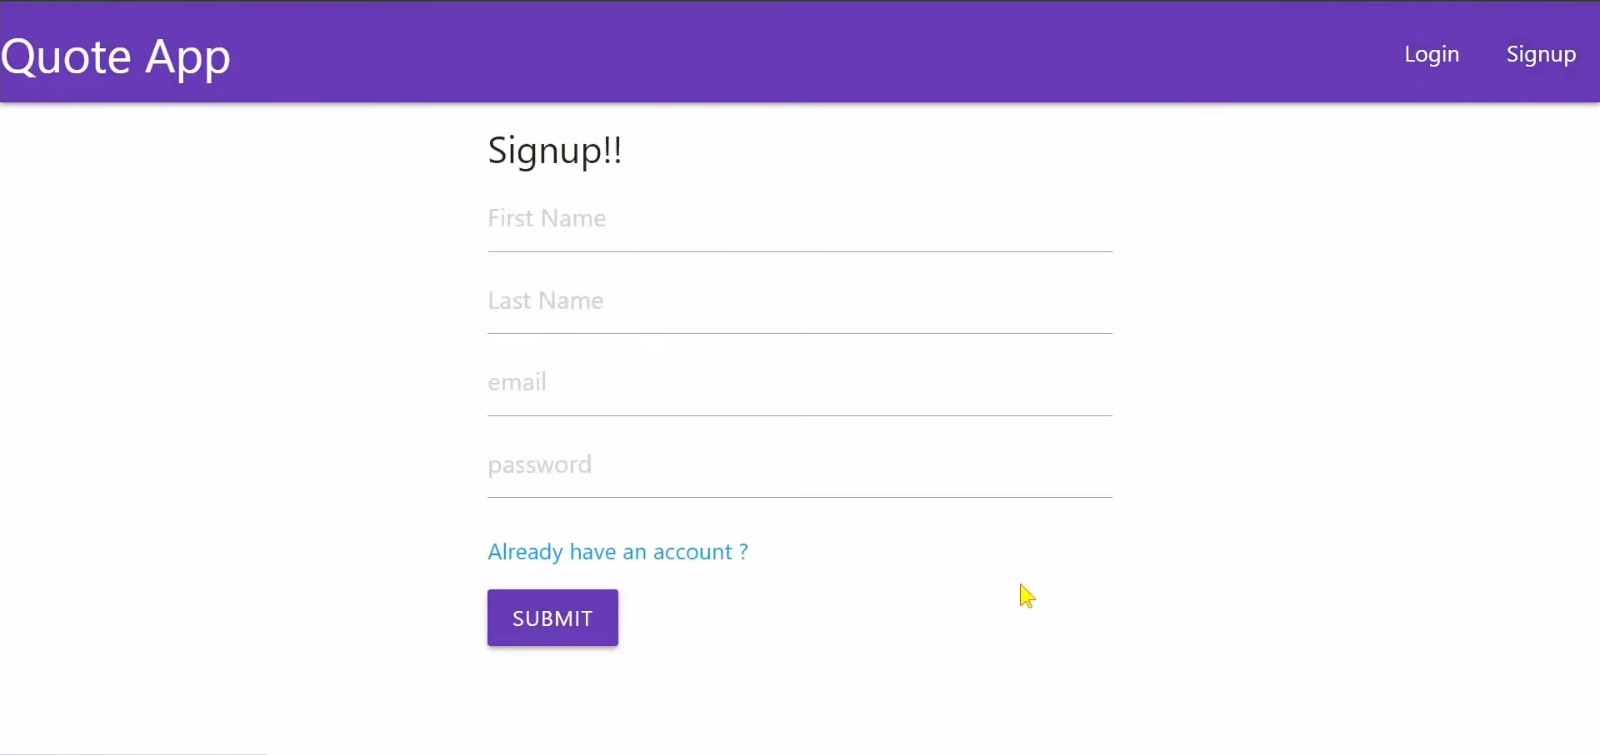 Quote App
Login
Signup
Signup!!
First Name
Last Name
email
password
Already have an account ?
SUBMIT